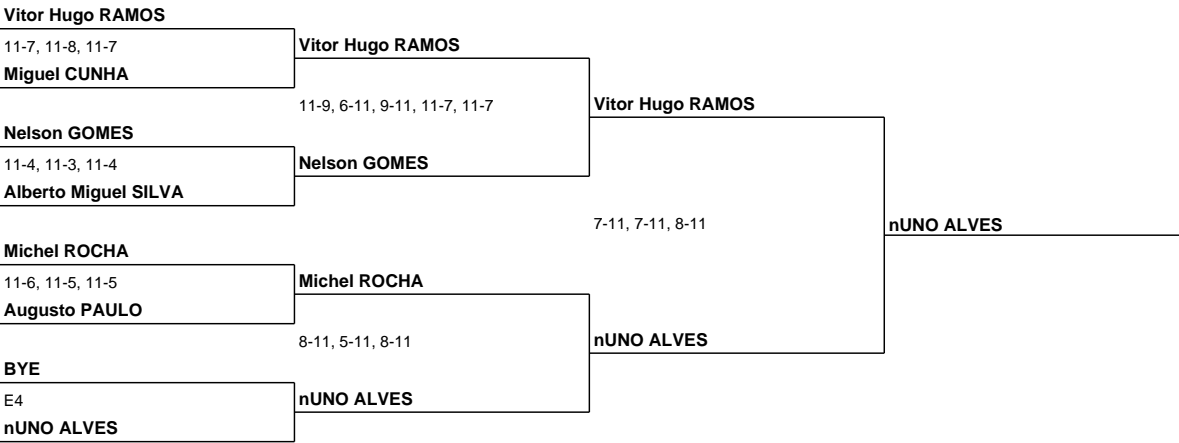 Vitor Hugo RAMOS
11-7, 11-8, 11-7
Vitor Hugo RAMOS
Miguel CUNHA
11-9, 6-11, 9-11, 11-7, 11-7
Vitor Hugo RAMOS
Nelson GOMES
11-4, 11-3, 11-4
Nelson GOMES
Alberto Miguel SILVA
7-11, 7-11, 8-11
nUNO ALVES
Michel ROCHA
11-6, 11-5, 11-5
Michel ROCHA
Augusto PAULO
8-11, 5-11, 8-11
nUNO ALVES
BYE
E4
nUNO ALVES
nUNO ALVES